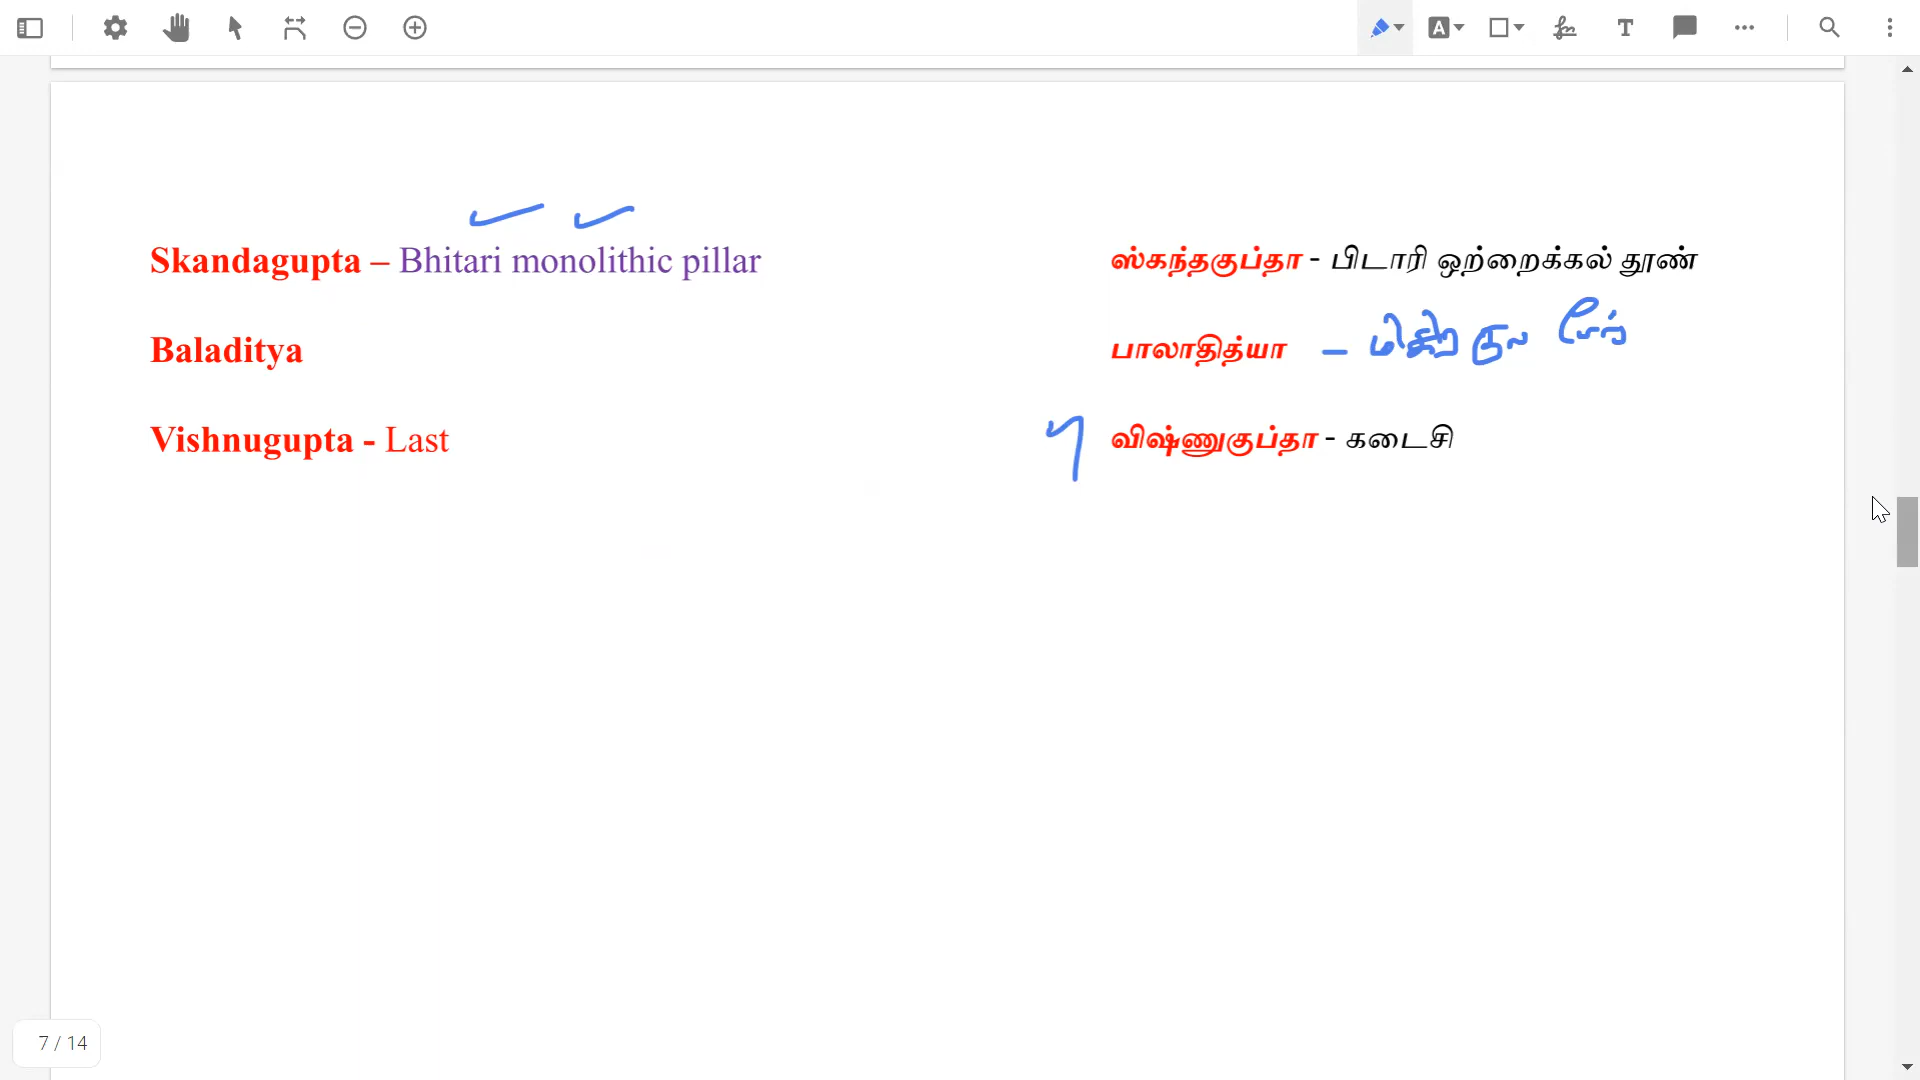 Skandagupta – Bhitari monolithic pillar
ஸ்கந்தகுப்தா - பிடாரி ஒற்றைக்கல் தூண்
Baladitya
பாலாதித்யா – மிகிர குல
Vishnugupta - Last
விஷ்ணுகுப்தா - கடைசி
7 / 14